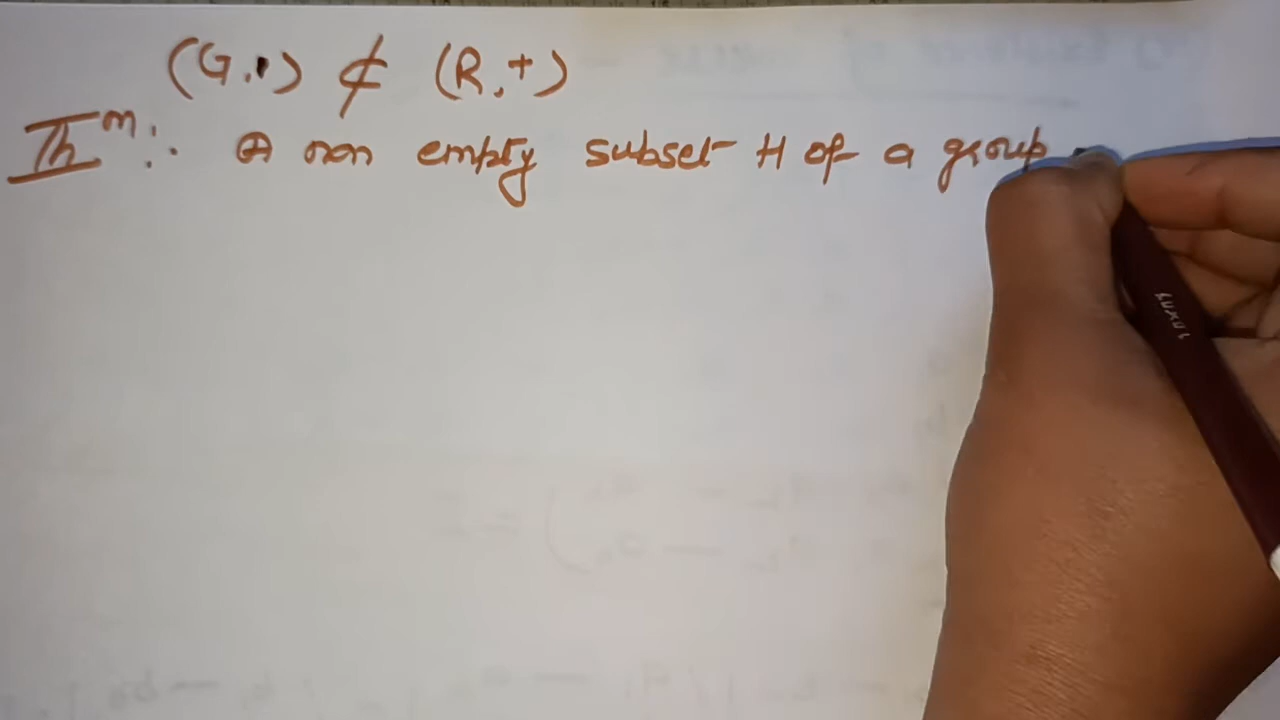 (G, ·) ⊄ (R, +)
Thm: A non empty subset H of a group